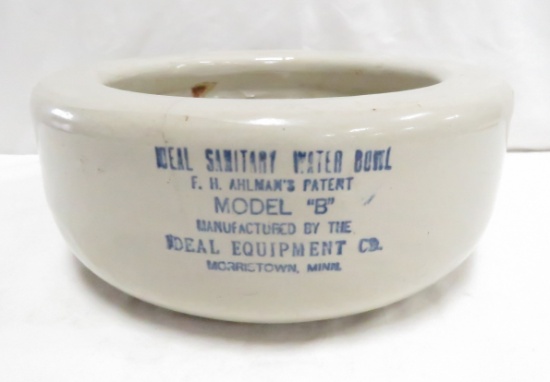 IDEAL SANITARY WATER BOWL
F. H. AHLMAN'S PATENT
MODEL "B"
MANUFACTURED BY THE
IDEAL EQUIPMENT CO.
MORRISTOWN, MINN.